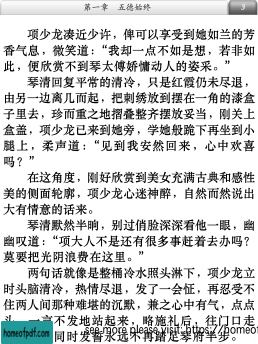 第一章　五德始终
3
项少龙凑近少许，俾可以享受到她如兰的芳
香气息，微笑道：“我却一点不如是想，若非如
此，便欣赏不到琴太傅娇慵动人的姿采。”
琴清回复平常的清冷，只是红霞仍未尽退，
由另一边离几而起，把刺绣放到摆在一角的漆盒
子里去，珍而重之地摺叠整齐摆放妥当，刚关上
盒盖，项少龙已来到她旁，学她般跪下再坐到小
腿上，柔声道：“见到我安然回来，心中欢喜
吗？”
在这角度，刚好欣赏到美女充满古典和感性
美的侧面轮廓，项少龙心迷神醉，自然而然说出
大有情意的话来。
琴清默然半晌，别过俏脸深深看他一眼，幽
幽叹道：“项大人不是还有很多事赶着去办吗？
莫要把光阴浪费在这里。”
两句话就像是整桶冷水照头淋下，项少龙立
时头脑清冷，热情尽退，发了一会怔，再忍受不
住两人间那种难堪的沉默，兼之心中有气，点点
头，一言不发地站起来，略施礼后，往门口走
同时发誓永远不再踏足琴府半步。
see more please visit: https://homeofpdf.com
homeofpdf.com